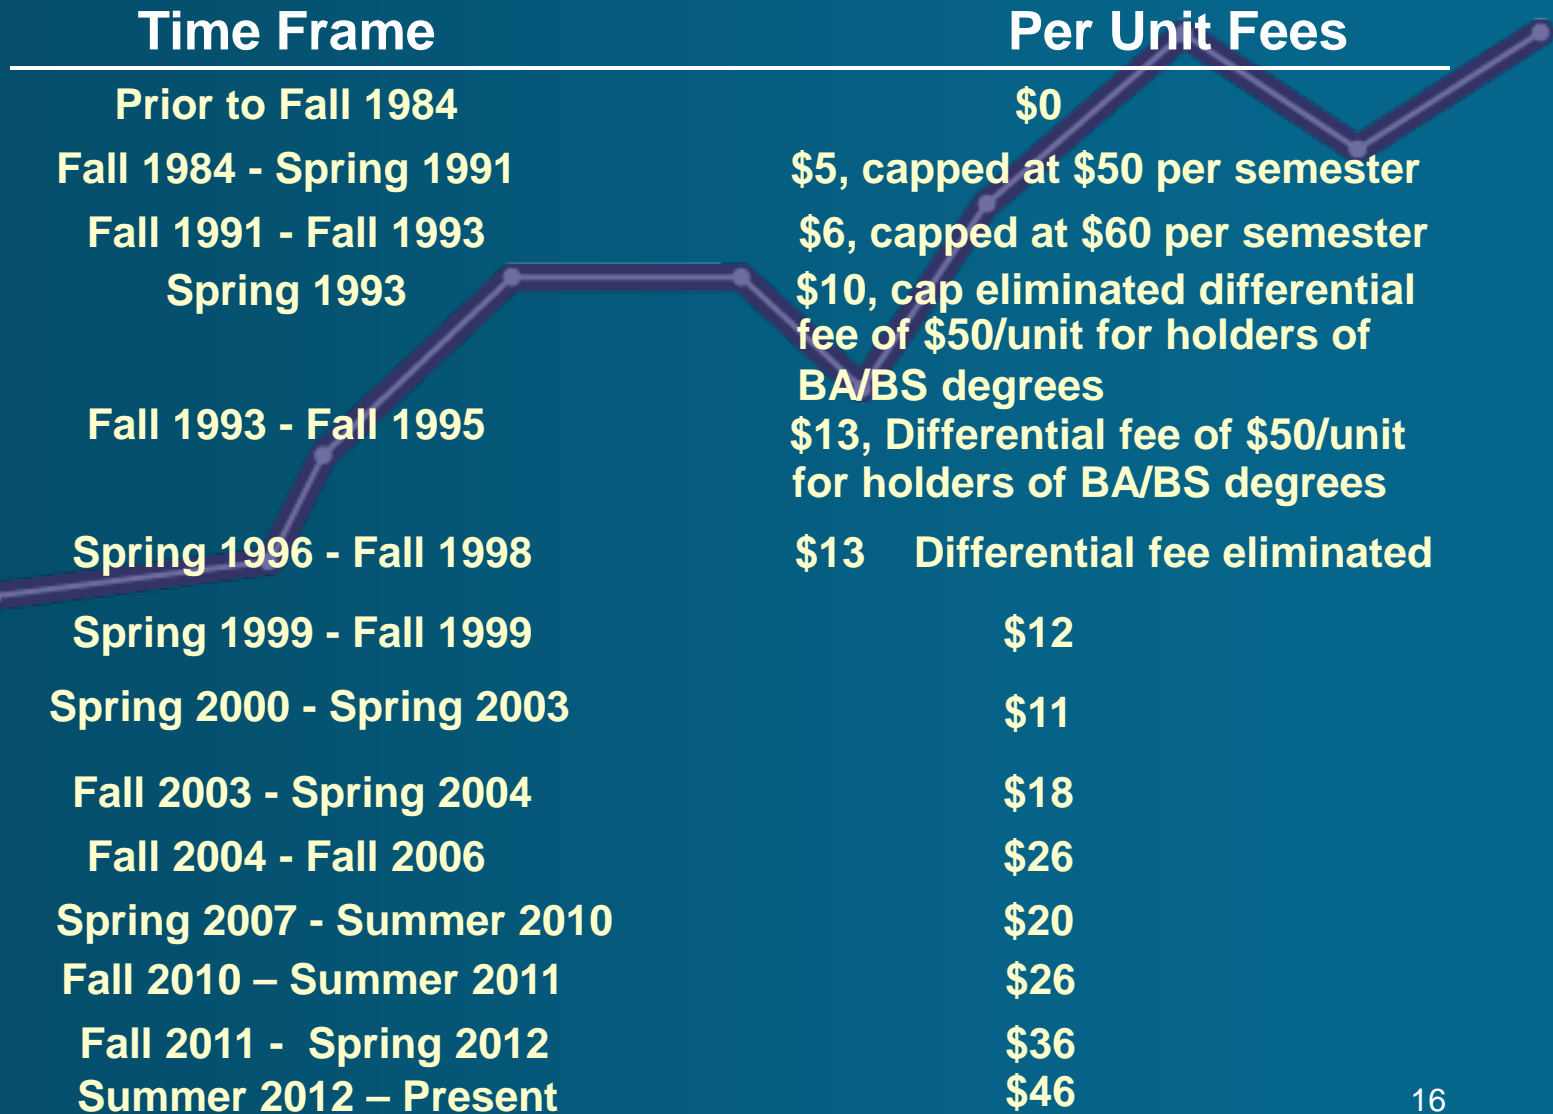 Time Frame Per Unit Fees
Prior to Fall 1984 $0
Fall 1984 - Spring 1991 $5, capped at $50 per semester
Fall 1991 - Fall 1993 $6, capped at $60 per semester
Spring 1993 $10, cap eliminated differential
fee of $50/unit for holders of
BA/BS degrees
Fall 1993 - Fall 1995 $13, Differential fee of $50/unit
for holders of BA/BS degrees
Spring 1996 - Fall 1998 $13 Differential fee eliminated
Spring 1999 - Fall 1999 $12
Spring 2000 - Spring 2003 $11
Fall 2003 - Spring 2004 $18
Fall 2004 - Fall 2006 $26
Spring 2007 - Summer 2010 $20
Fall 2010 – Summer 2011 $26
Fall 2011 - Spring 2012 $36
Summer 2012 – Present $46
16